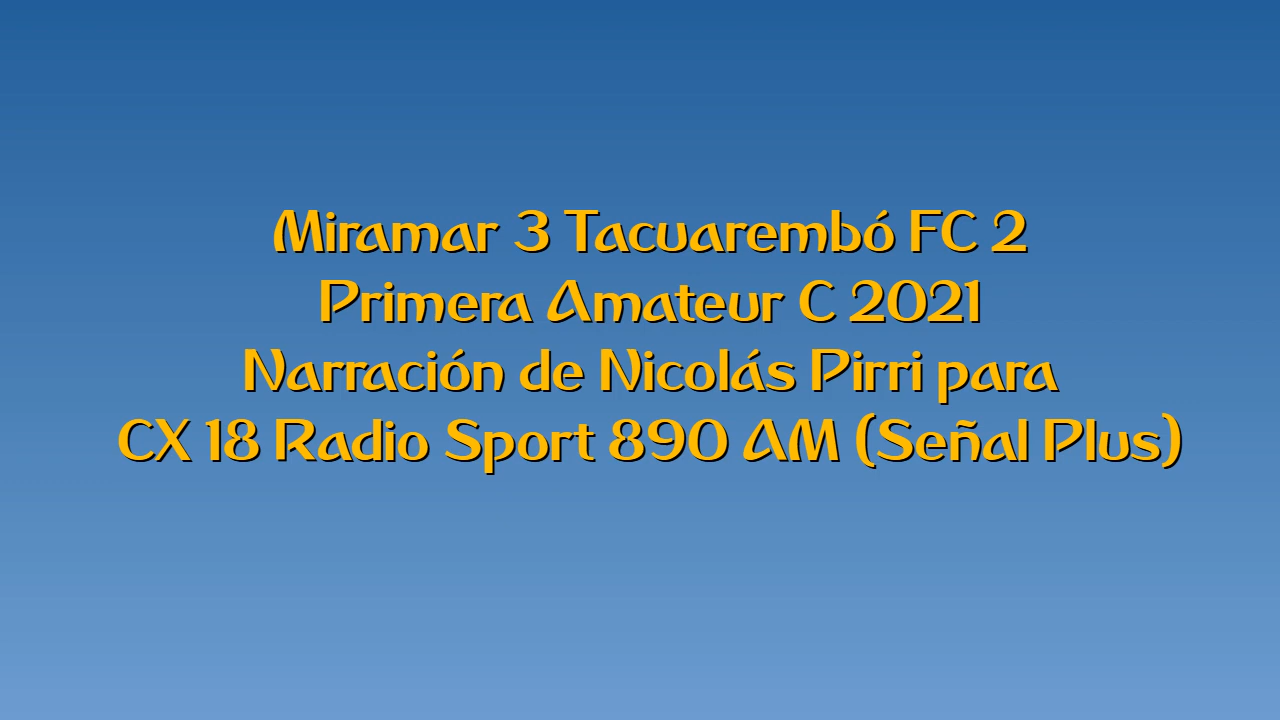 Miramar 3 Tacuarembó FC 2
Primera Amateur C 2021
Narración de Nicolás Pirri para
CX 18 Radio Sport 890 AM (Señal Plus)